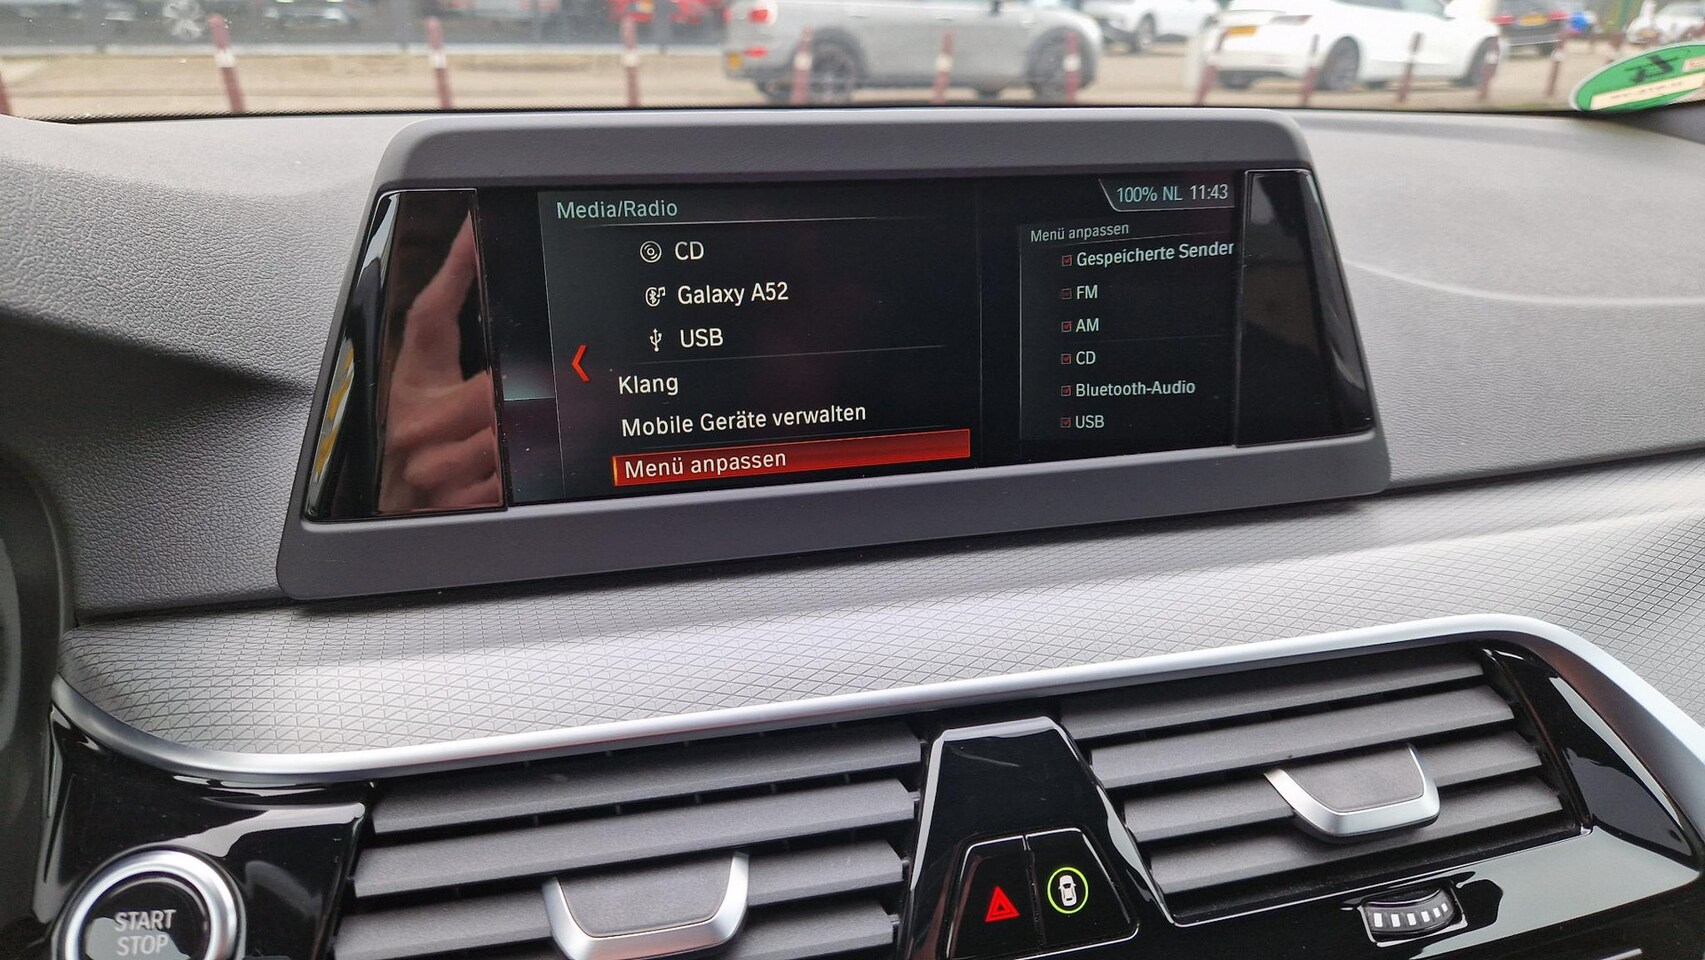 Media/Radio
CD
Galaxy A52
USB
Klang
Mobile Geräte verwalten
Menü anpassen
100% NL 11:43
Menü anpassen
Gespeicherte Sender
FM
AM
CD
Bluetooth-Audio
USB
START
STOP